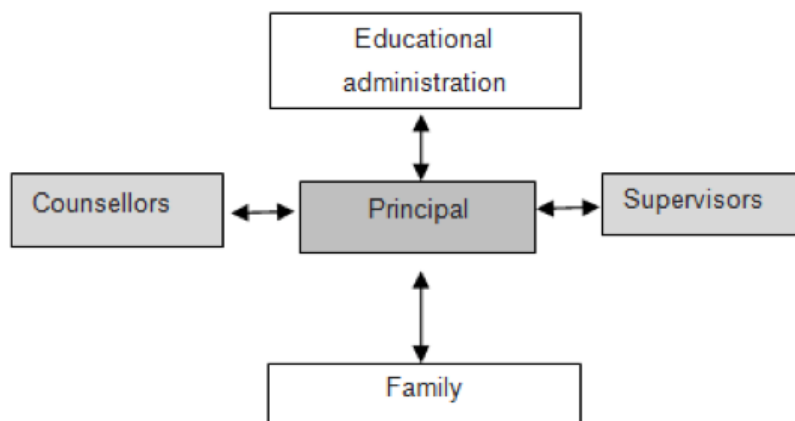 Educational
administration
Counsellors
Principal
Supervisors
Family